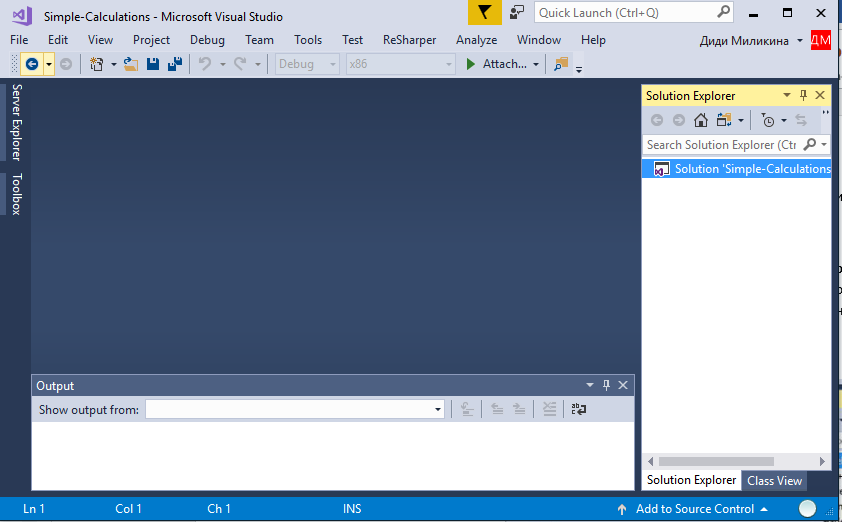 Simple-Calculations - Microsoft Visual Studio
Quick Launch (Ctrl+Q)
File Edit View Project Debug Team Tools Test ReSharper Analyze Window Help
Диди Миликина
ДМ
Debug x86 Attach...
Server Explorer
Toolbox
Solution Explorer
Search Solution Explorer (Ctr
Solution 'Simple-Calculations
Output
Show output from:
Solution Explorer Class View
Ln 1 Col 1 Ch 1 INS Add to Source Control